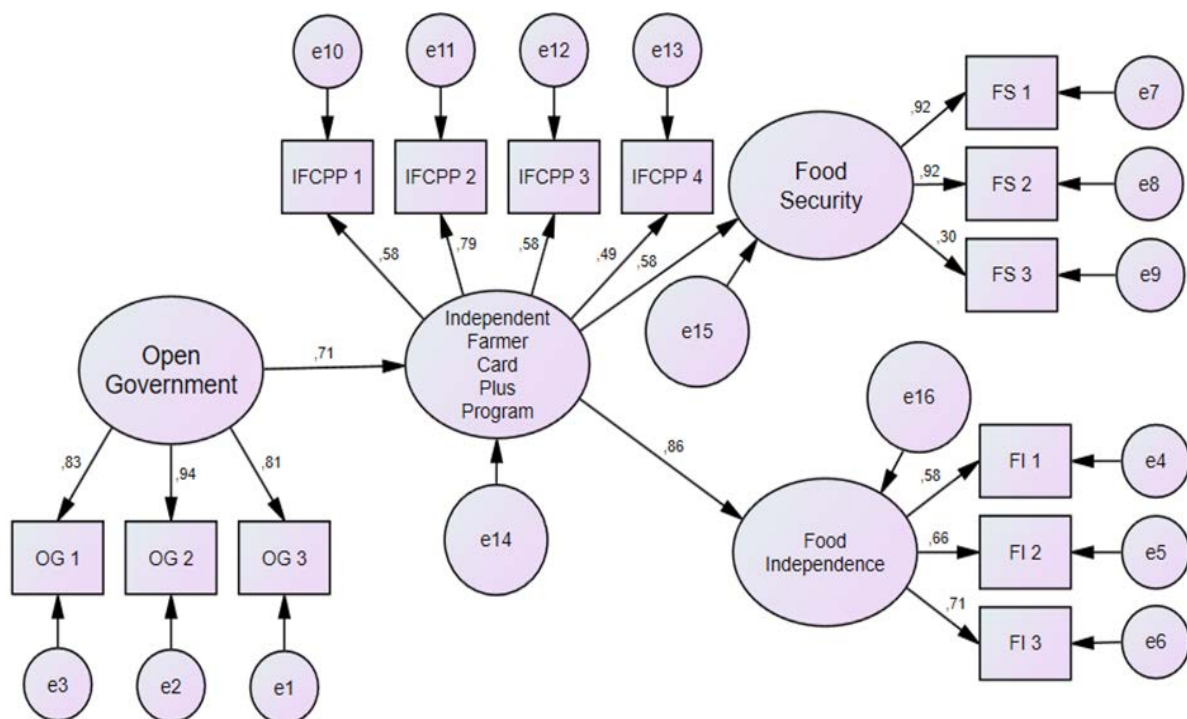 e10
e11
e12
e13
IFCPP 1
IFCPP 2
IFCPP 3
IFCPP 4
,58
,79
,58
,49
,58
Food
Security
,92
,92
,30
FS 1
FS 2
FS 3
e7
e8
e9
e15
Open
Government
,71
Independent
Farmer
Card
Plus
Program
,83
,94
,81
OG 1
OG 2
OG 3
e3
e2
e1
e14
,86
e16
Food
Independence
,58
,66
,71
FI 1
FI 2
FI 3
e4
e5
e6